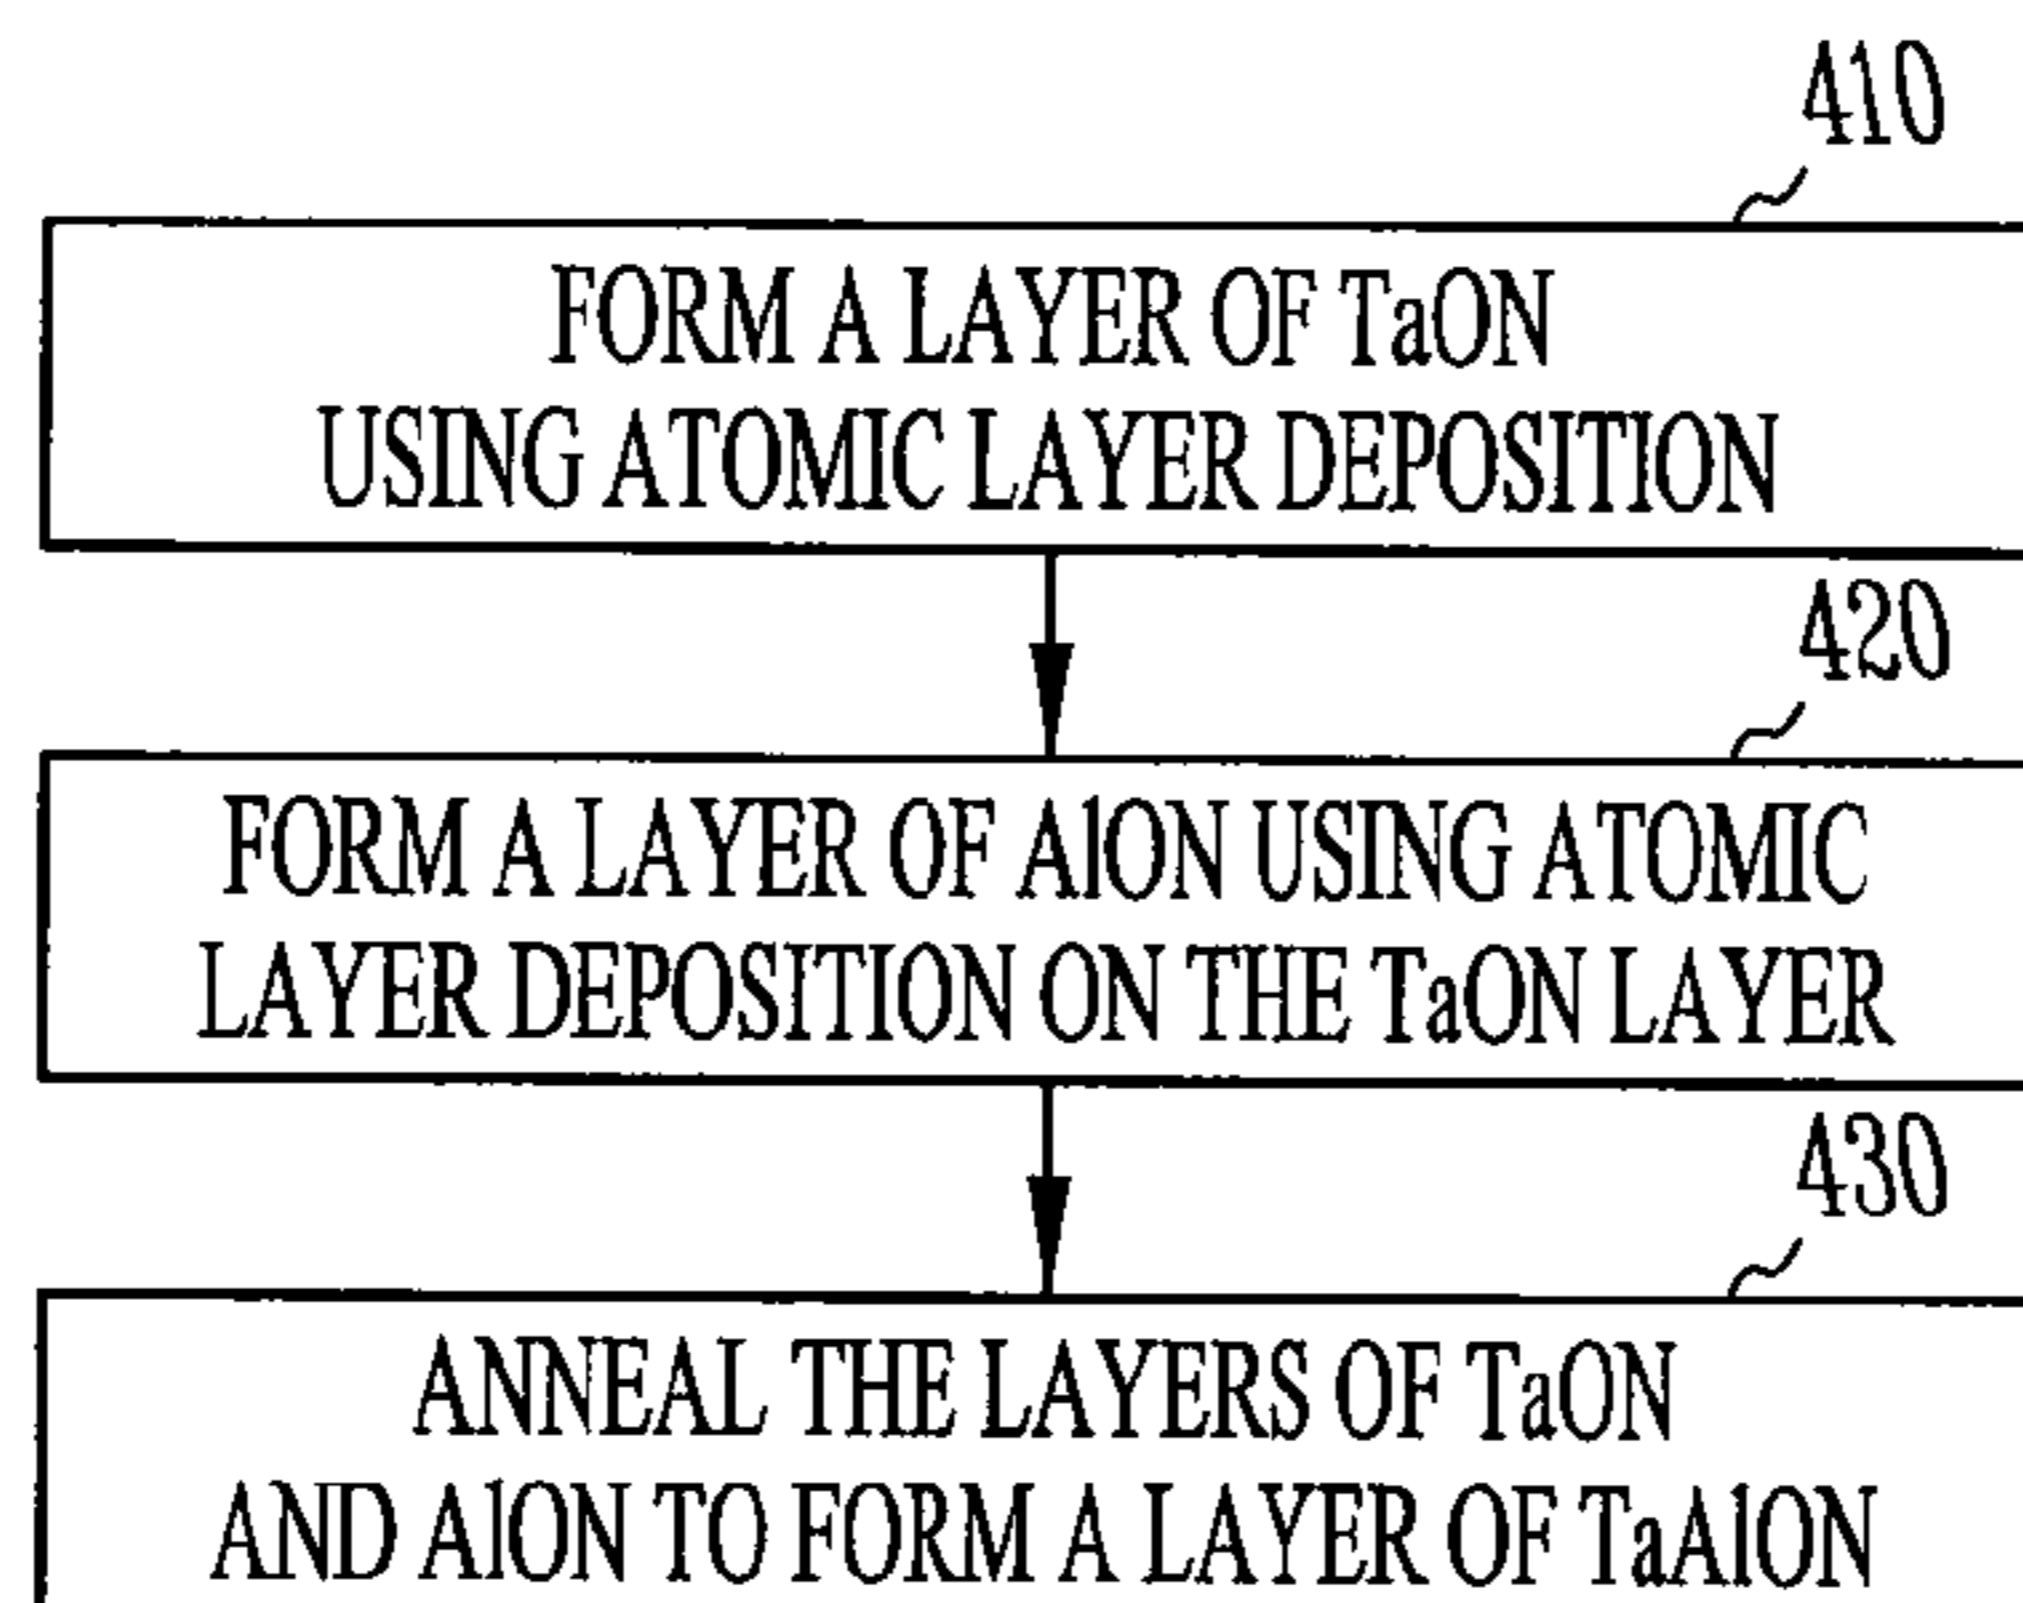 410
FORM A LAYER OF TaON
USING ATOMIC LAYER DEPOSITION
420
FORM A LAYER OF AlON USING ATOMIC
LAYER DEPOSITION ON THE TaON LAYER
430
ANNEAL THE LAYERS OF TaON
AND AlON TO FORM A LAYER OF TaAlON